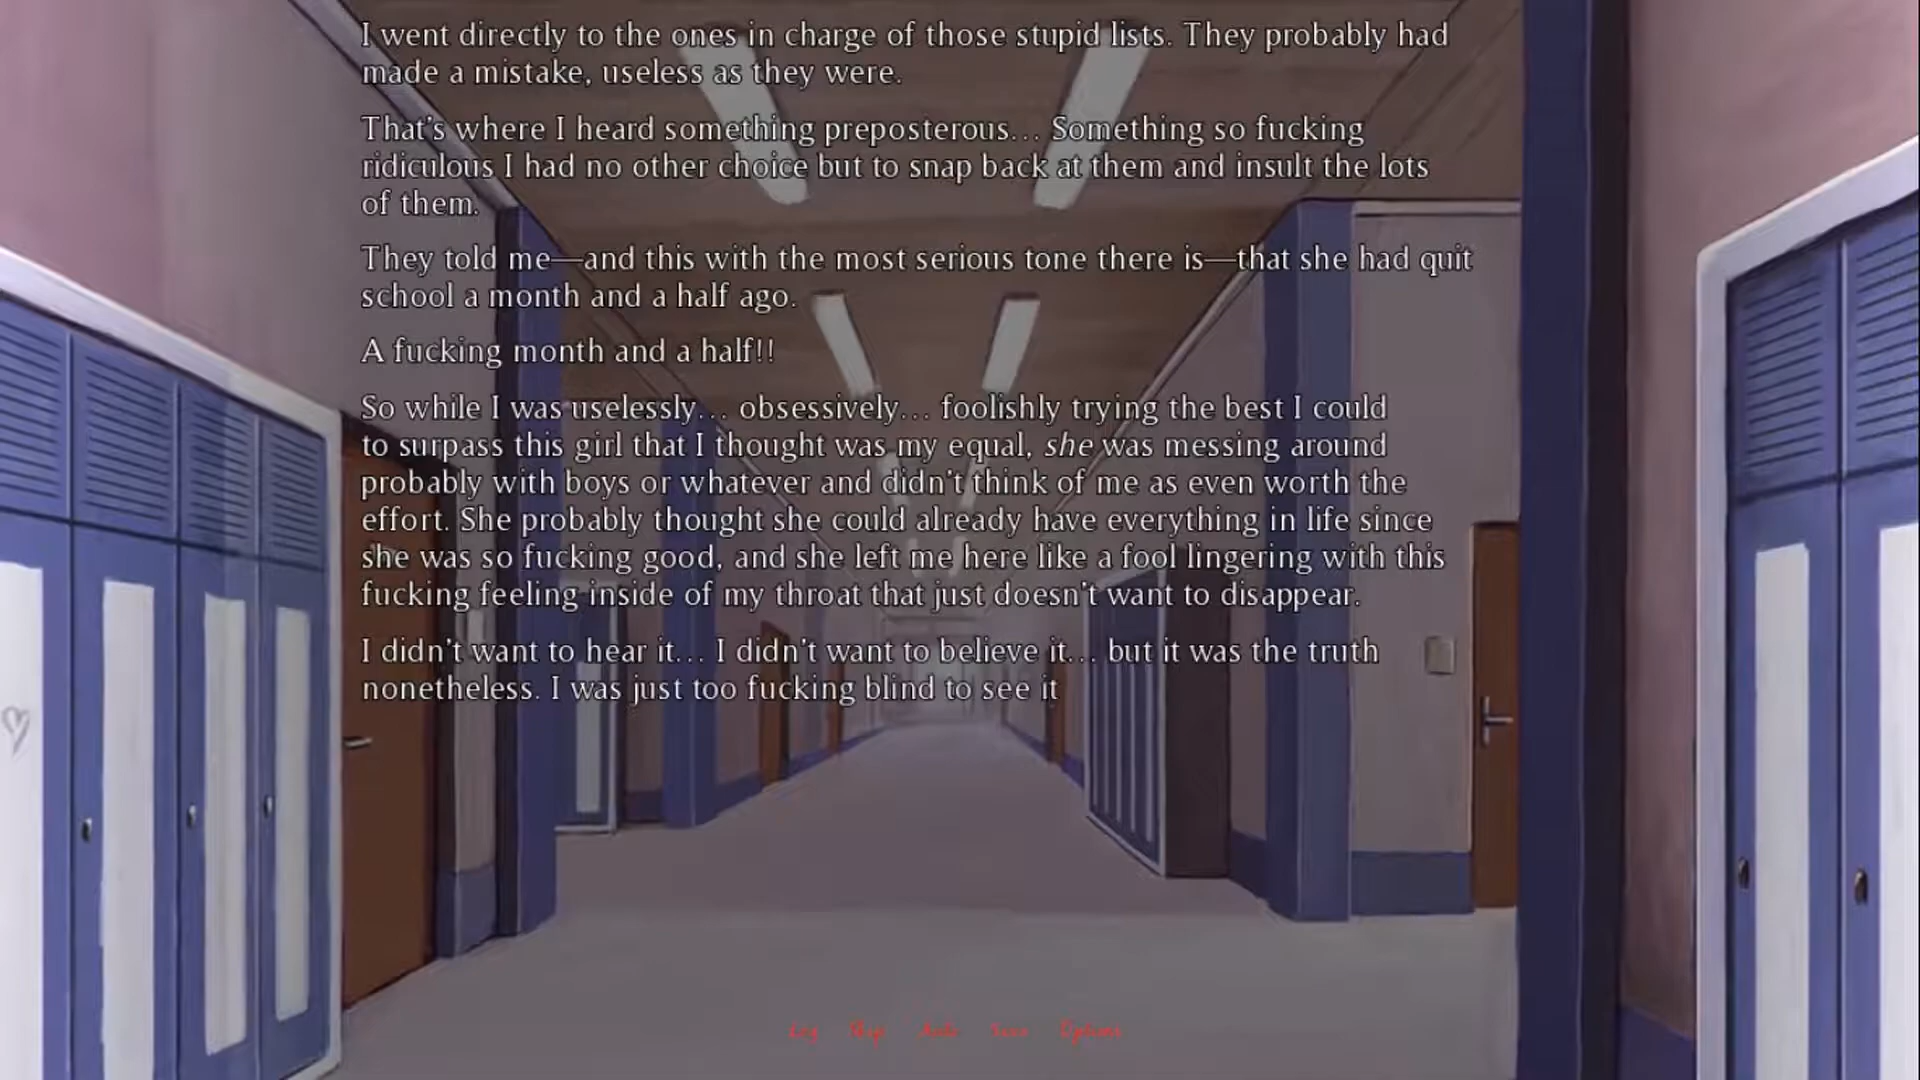 I went directly to the ones in charge of those stupid lists. They probably had
made a mistake, useless as they were.
That's where I heard something preposterous... Something so fucking
ridiculous I had no other choice but to snap back at them and insult the lots
of them.
They told me—and this with the most serious tone there is—that she had quit
school a month and a half ago.
A fucking month and a half!!
So while I was uselessly... obsessively... foolishly trying the best I could
to surpass this girl that I thought was my equal, she was messing around
probably with boys or whatever and didn't think of me as even worth the
effort. She probably thought she could already have everything in life since
she was so fucking good, and she left me here like a fool lingering with this
fucking feeling inside of my throat that just doesn't want to disappear.
I didn't want to hear it... I didn't want to believe it... but it was the truth
nonetheless. I was just too fucking blind to see it
Log Skip Auto Save Options